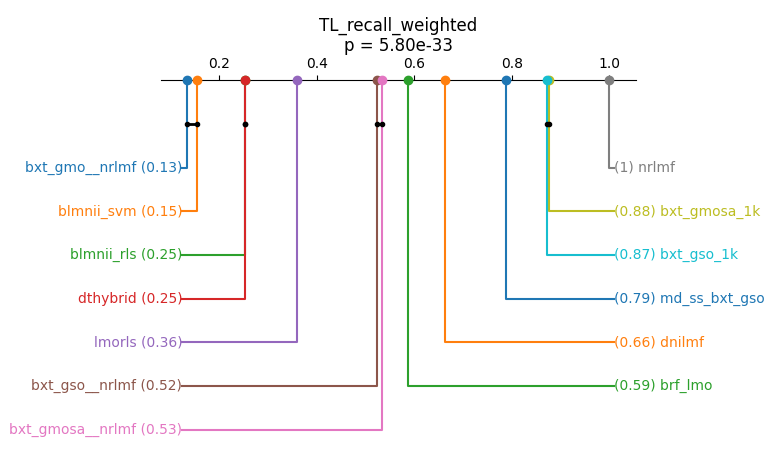 TL_recall_weighted
p = 5.80e-33
0.2 0.4 0.6 0.8 1.0
bxt_gmo__nrlmf (0.13) (1) nrlmf
blmnii_svm (0.15) (0.88) bxt_gmosa_1k
blmnii_rls (0.25) (0.87) bxt_gso_1k
dthybrid (0.25) (0.79) md_ss_bxt_gso
lmorls (0.36) (0.66) dnilmf
bxt_gso__nrlmf (0.52) (0.59) brf_lmo
bxt_gmosa__nrlmf (0.53)